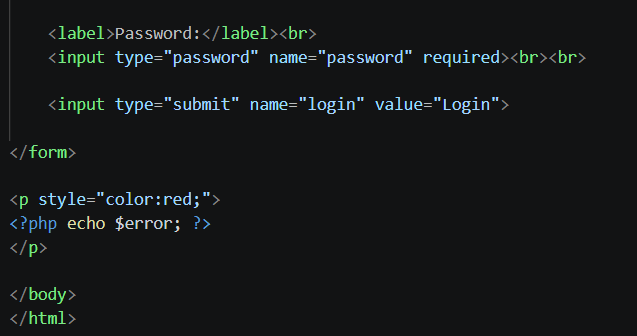 <label>Password:</label><br>
<input type="password" name="password" required><br><br>
<input type="submit" name="login" value="Login">
</form>
<p style="color:red;">
<?php echo $error; ?>
</p>
</body>
</html>